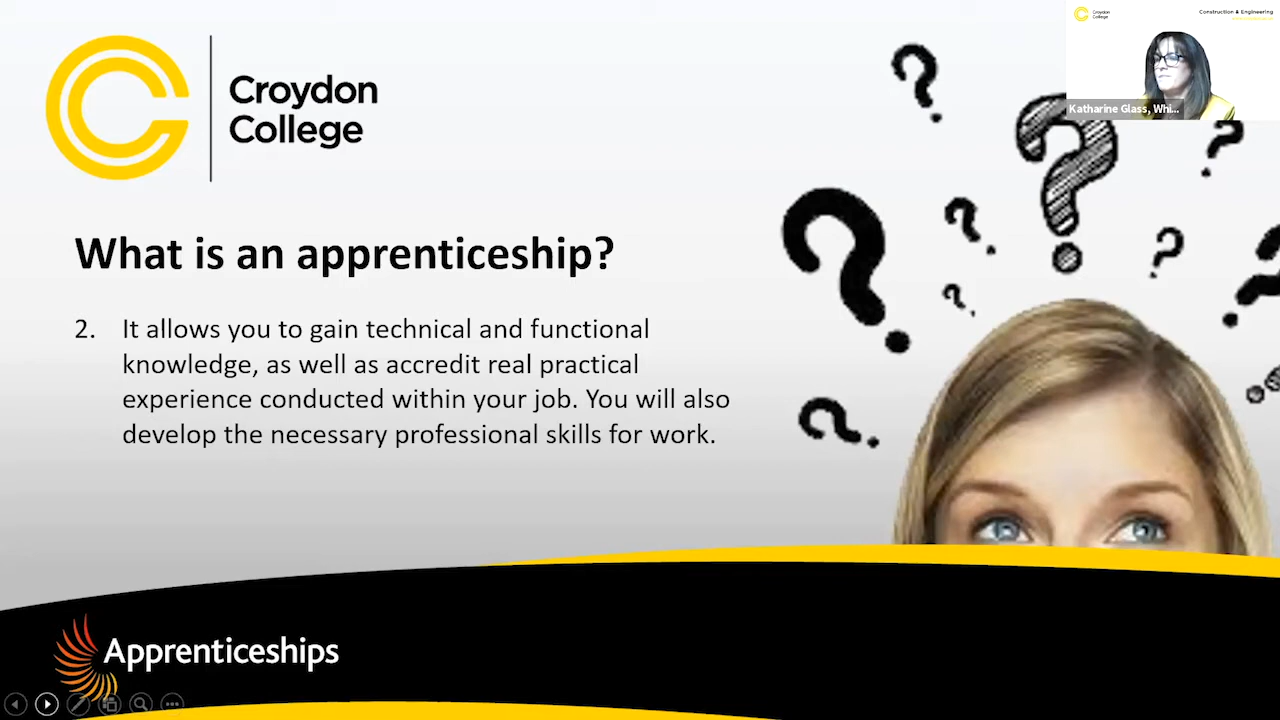 Croydon
College
Construction & Engineering
Croydon
College
Katharine Glass, Whi...
What is an apprenticeship?
2. It allows you to gain technical and functional
knowledge, as well as accredit real practical
experience conducted within your job. You will also
develop the necessary professional skills for work.
Apprenticeships